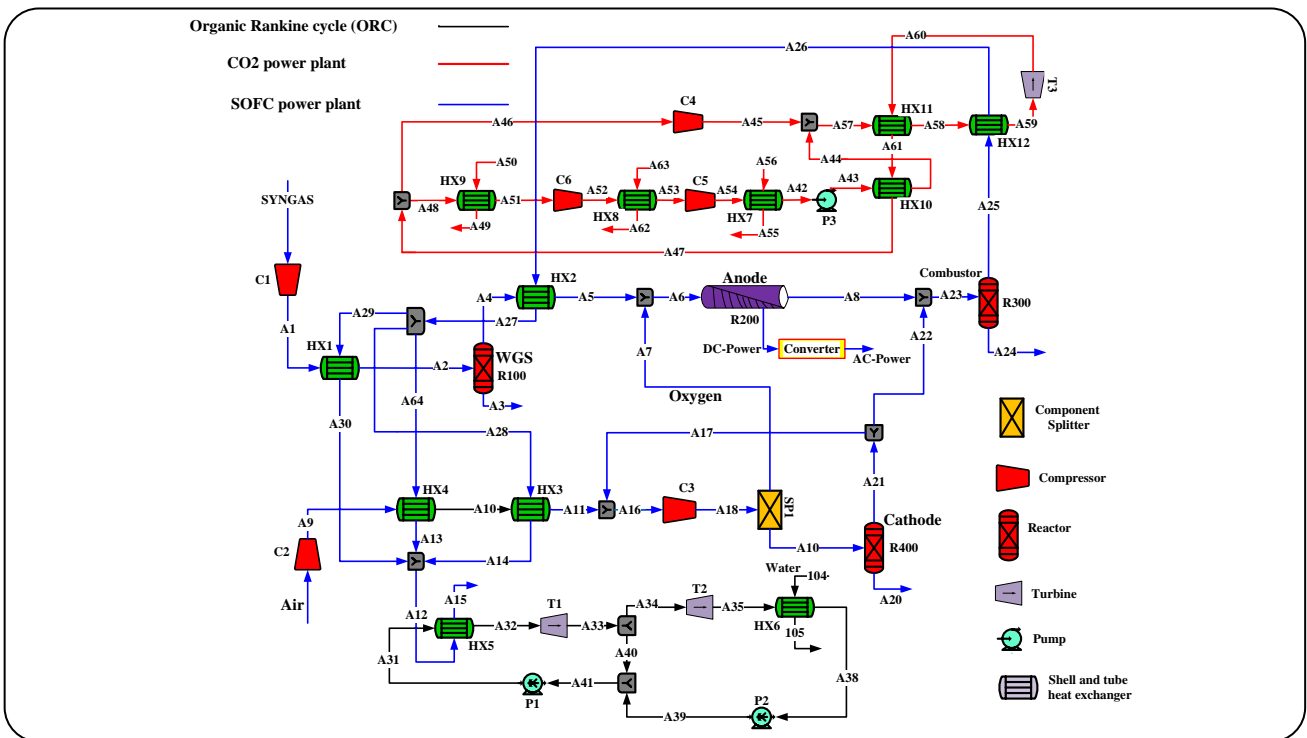 Organic Rankine cycle (ORC)
CO2 power plant
SOFC power plant
A60
A26
T3
C4
HX11
A46
A45
A57
A58
A59
HX12
A44
A61
A50
A63
A56
HX9
C6
C5
A43
A48
A51
A52
A53
A54
A42
HX10
HX8
HX7
P3
A49
A62
A55
A47
A25
SYNGAS
C1
HX2
Anode
Combustor
A4
A5
A6
A8
A23
R200
R300
A1
A29
A27
A22
HX1
WGS
A7
DC-Power
Converter
AC-Power
A24
A2
R100
A64
A3
Oxygen
A30
A28
A17
Component
Splitter
C3
A21
Compressor
HX4
HX3
SP1
A9
A10
A11
A16
A18
Cathode
Reactor
A13
A10
R400
C2
A14
A20
Air
A12
A15
T1
T2
Water
104
A34
A35
Turbine
A32
A33
HX6
HX5
105
A31
A40
A38
Pump
A41
P1
P2
A39
Shell and tube
heat exchanger